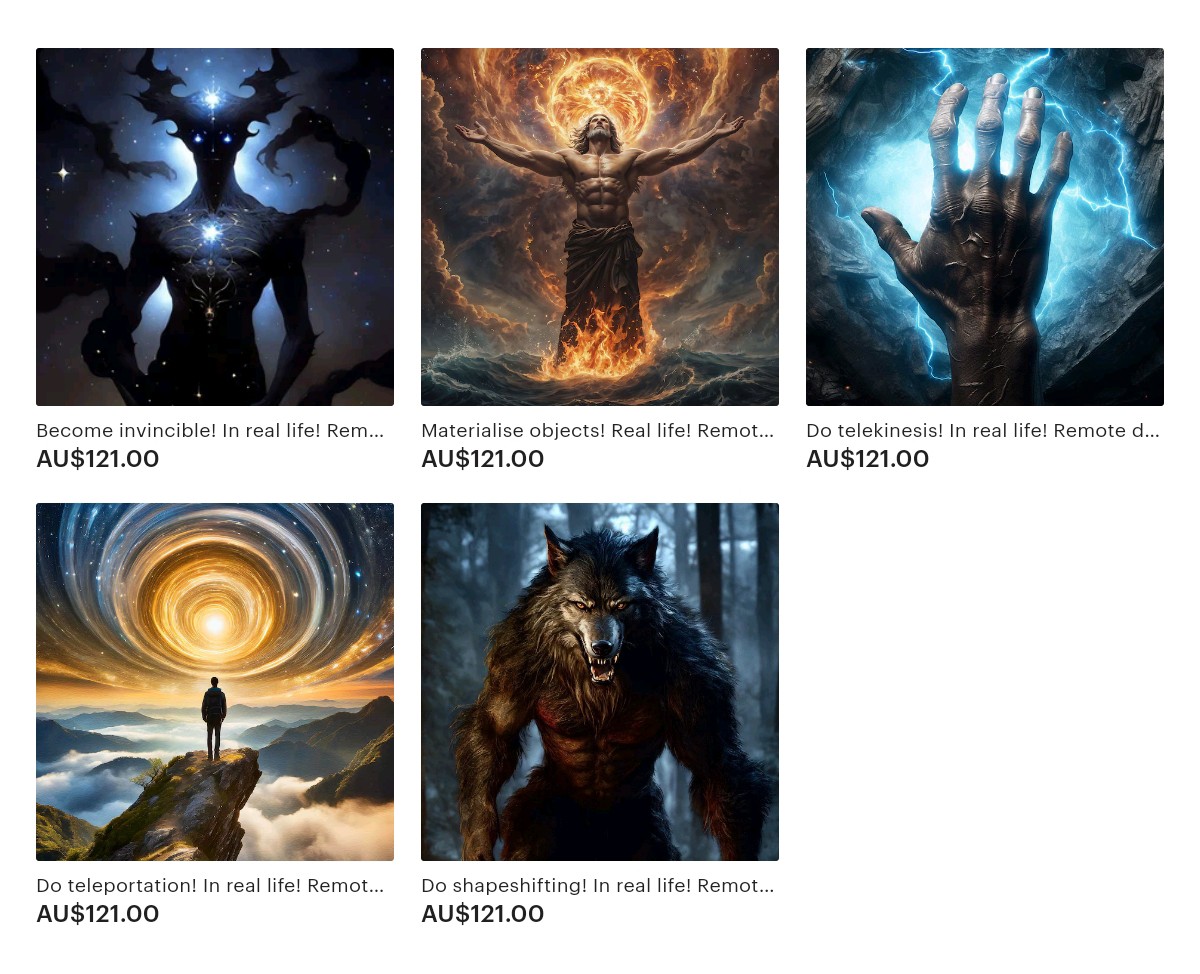 Become invincible! In real life! Rem...
AU$121.00
Materialise objects! Real life! Remot...
AU$121.00
Do telekinesis! In real life! Remote d...
AU$121.00
Do teleportation! In real life! Remot...
AU$121.00
Do shapeshifting! In real life! Remot...
AU$121.00